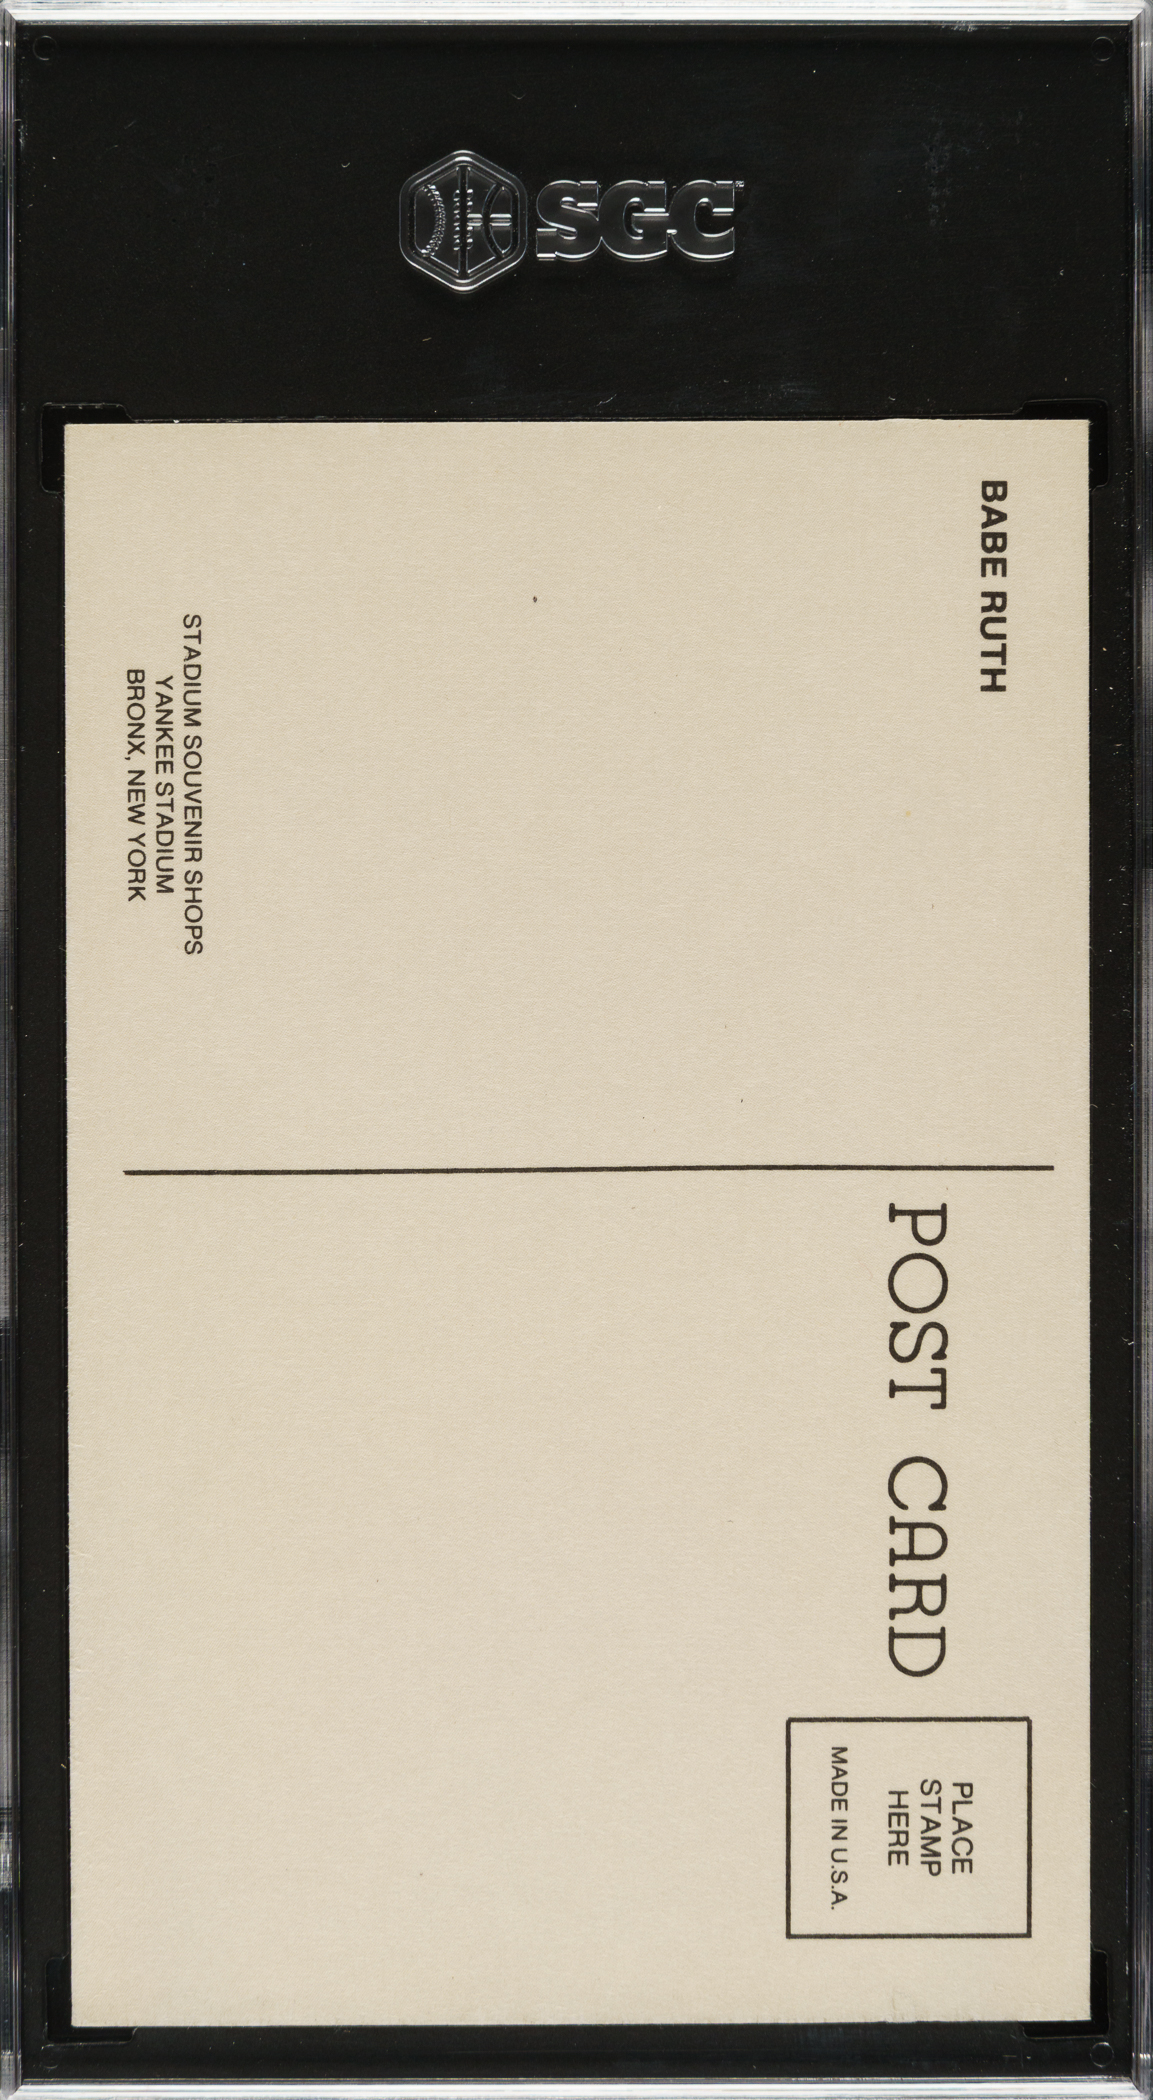 SGC
BABE RUTH
STADIUM SOUVENIR SHOPS
YANKEE STADIUM
BRONX, NEW YORK
POST CARD
PLACE
STAMP
HERE
MADE IN U.S.A.